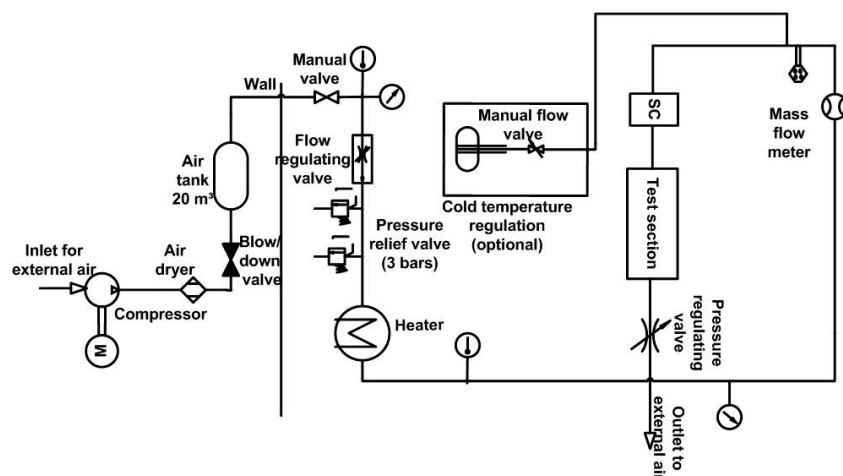 Manual
valve
Wall
Flow
regulating
valve
Air
tank
20 m³
Inlet for
external air
Air
dryer
Blow/
down
valve
Compressor
M
Pressure
relief valve
(3 bars)
Heater
Manual flow
valve
Cold temperature
regulation
(optional)
SC
Mass
flow
meter
Test section
Pressure
regulating
valve
Outlet to
external air